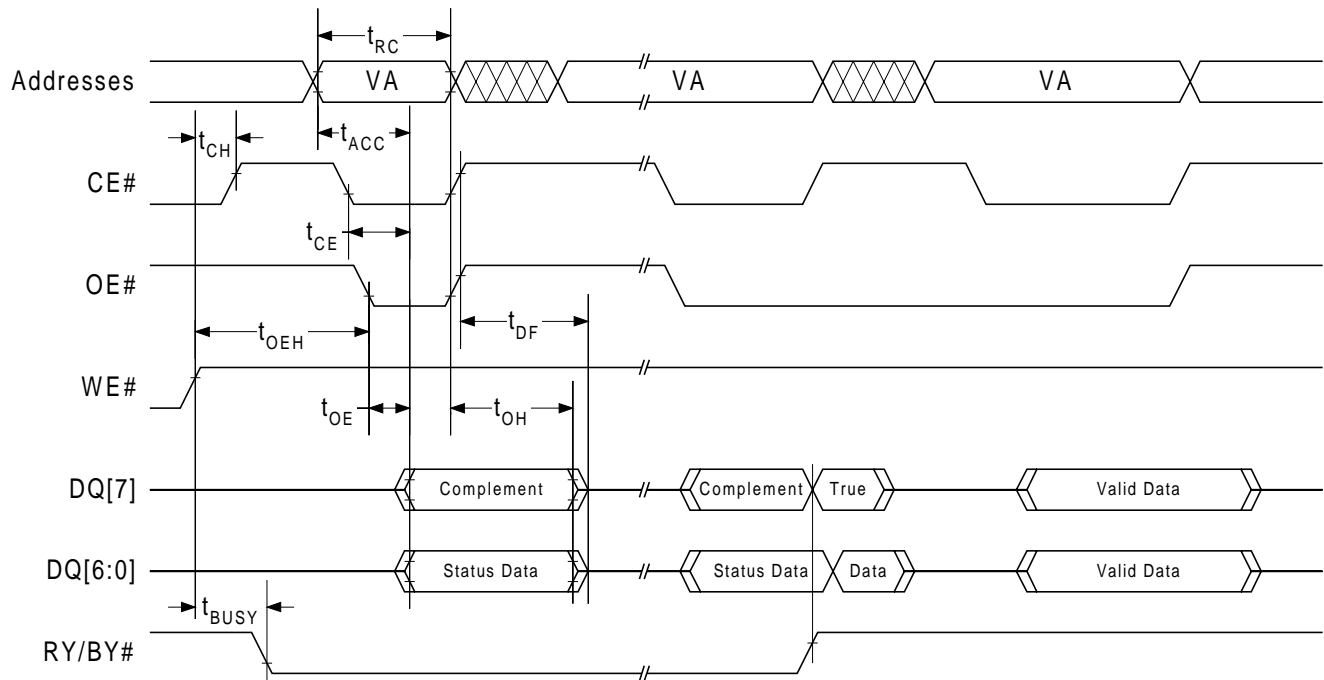 tRC
Addresses VA VA VA
tCH tACC
CE#
tCE
OE#
tOEH tDF
WE#
tOE tOH
DQ[7] Complement Complement True Valid Data
DQ[6:0] Status Data Status Data Data Valid Data
tBUSY
RY/BY#